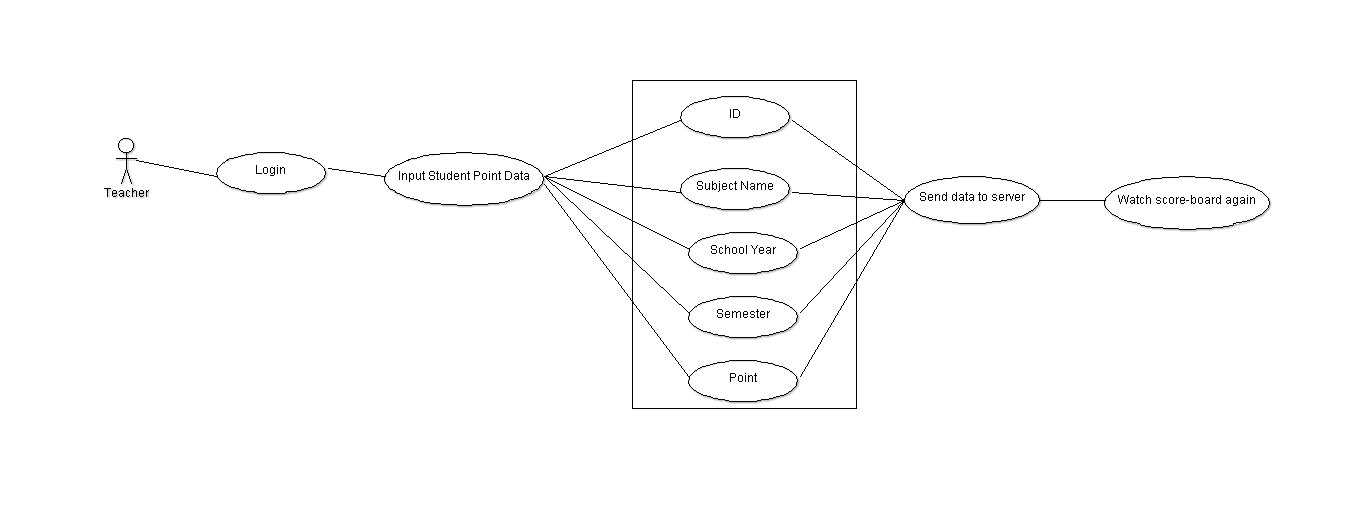 Teacher
Login
Input Student Point Data
ID
Subject Name
School Year
Semester
Point
Send data to server
Watch score-board again